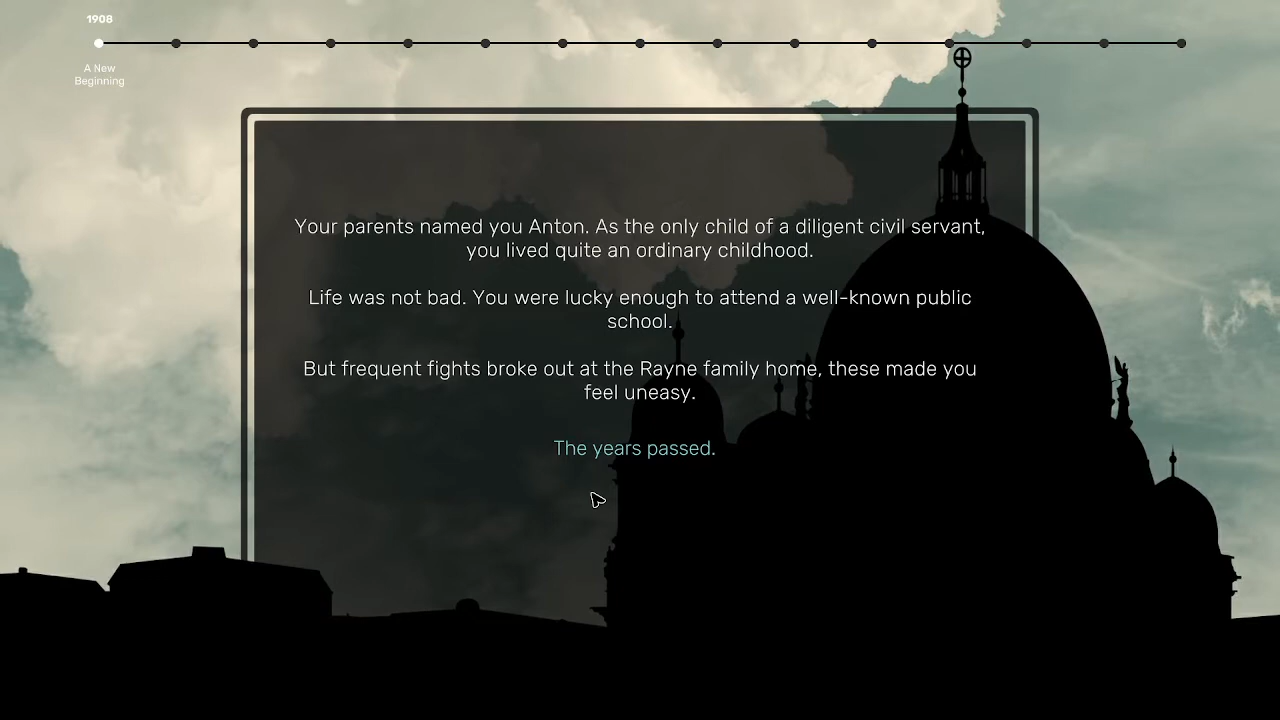 1908
A New
Beginning
Your parents named you Anton. As the only child of a diligent civil servant,
you lived quite an ordinary childhood.
Life was not bad. You were lucky enough to attend a well-known public
school.
But frequent fights broke out at the Rayne family home, these made you
feel uneasy.
The years passed.